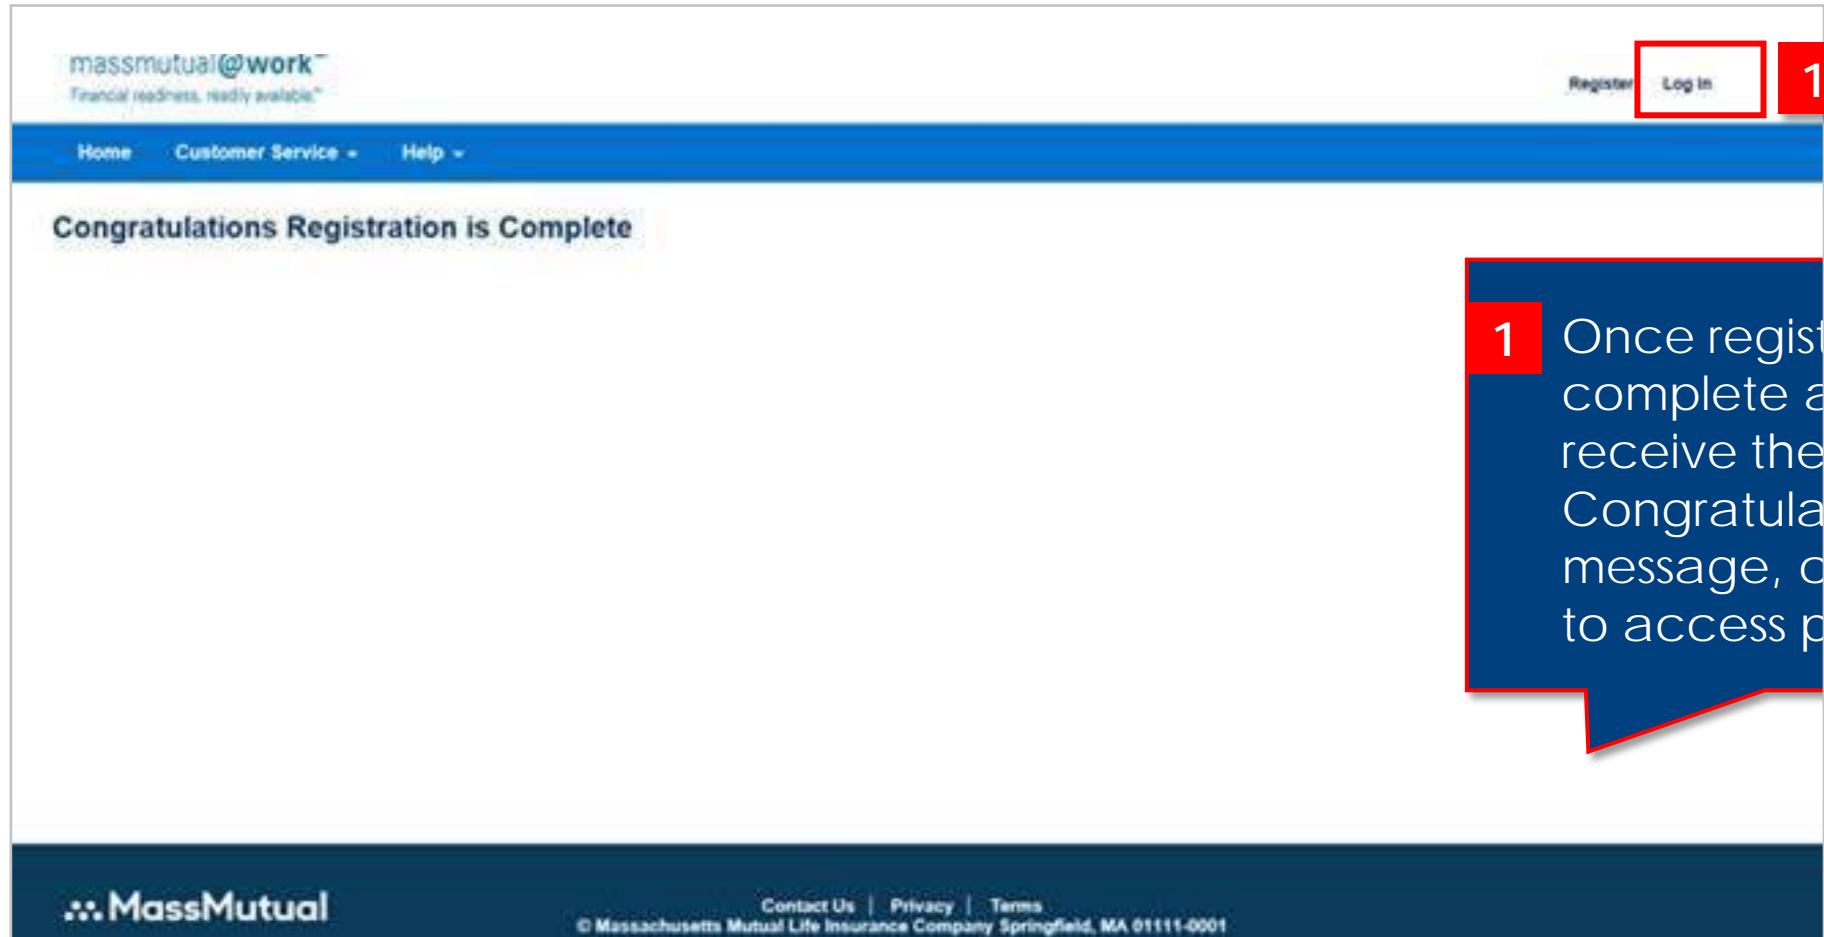 massmutual@work℠
Financial readiness, readily available.℠
Register Log In 1
Home Customer Service Help
Congratulations Registration is Complete
1 Once regist
complete a
receive the
Congratula
message, c
to access p
MassMutual
Contact Us | Privacy | Terms
© Massachusetts Mutual Life Insurance Company Springfield, MA 01111-0001